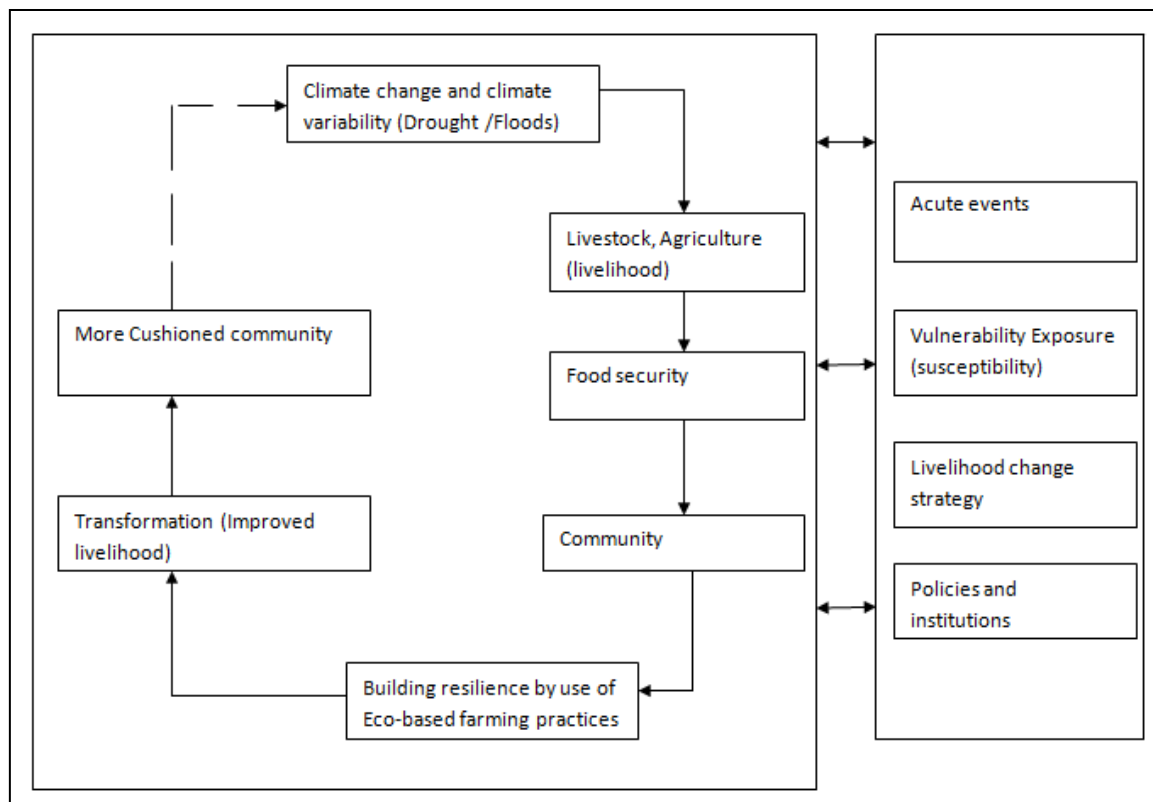 Climate change and climate
variability (Drought /Floods)
Livestock, Agriculture
(livelihood)
Food security
Community
Building resilience by use of
Eco-based farming practices
Transformation (Improved
livelihood)
More Cushioned community
Acute events
Vulnerability Exposure
(susceptibility)
Livelihood change
strategy
Policies and
institutions